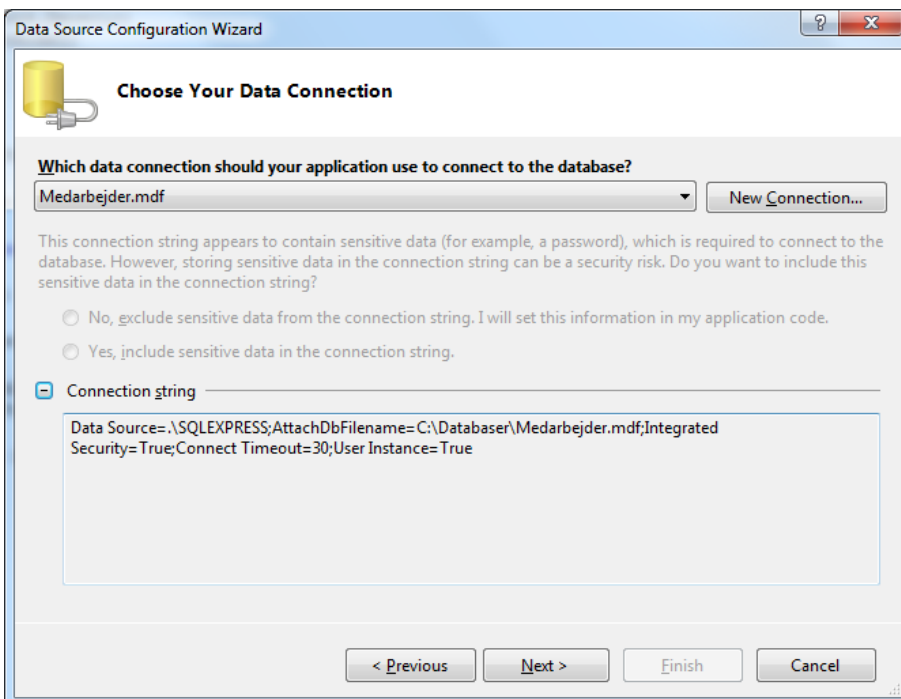 Data Source Configuration Wizard
Choose Your Data Connection
Which data connection should your application use to connect to the database?
Medarbejder.mdf
New Connection...
This connection string appears to contain sensitive data (for example, a password), which is required to connect to the
database. However, storing sensitive data in the connection string can be a security risk. Do you want to include this
sensitive data in the connection string?
No, exclude sensitive data from the connection string. I will set this information in my application code.
Yes, include sensitive data in the connection string.
Connection string
Data Source=.\SQLEXPRESS;AttachDbFilename=C:\Databaser\Medarbejder.mdf;Integrated
Security=True;Connect Timeout=30;User Instance=True
< Previous
Next >
Finish
Cancel